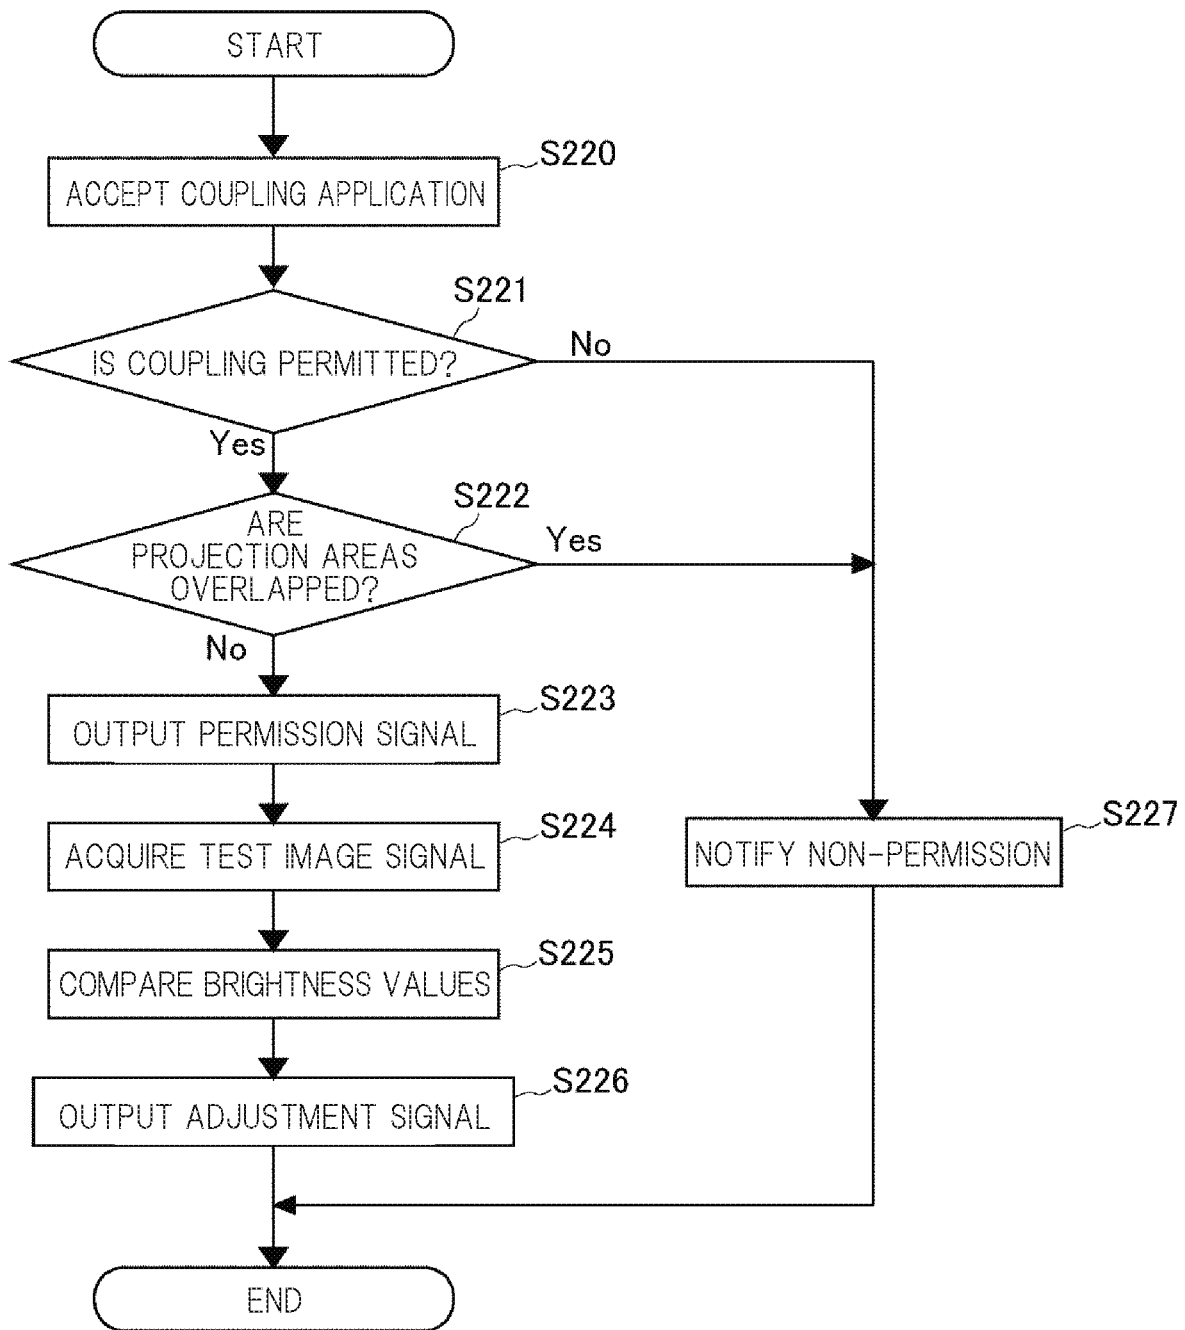 START
S220
ACCEPT COUPLING APPLICATION
S221
IS COUPLING PERMITTED?
No
Yes
S222
ARE
PROJECTION AREAS
OVERLAPPED?
Yes
No
S223
OUTPUT PERMISSION SIGNAL
S224
ACQUIRE TEST IMAGE SIGNAL
S227
NOTIFY NON-PERMISSION
S225
COMPARE BRIGHTNESS VALUES
S226
OUTPUT ADJUSTMENT SIGNAL
END